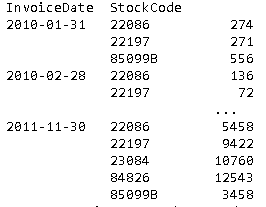 InvoiceDate  StockCode
2010-01-31   22086          274
             22197          271
             85099B         556
2010-02-28   22086          136
             22197           72
                            ...
2011-11-30   22086         5458
             22197         9422
             23084        10760
             84826        12543
             85099B        3458